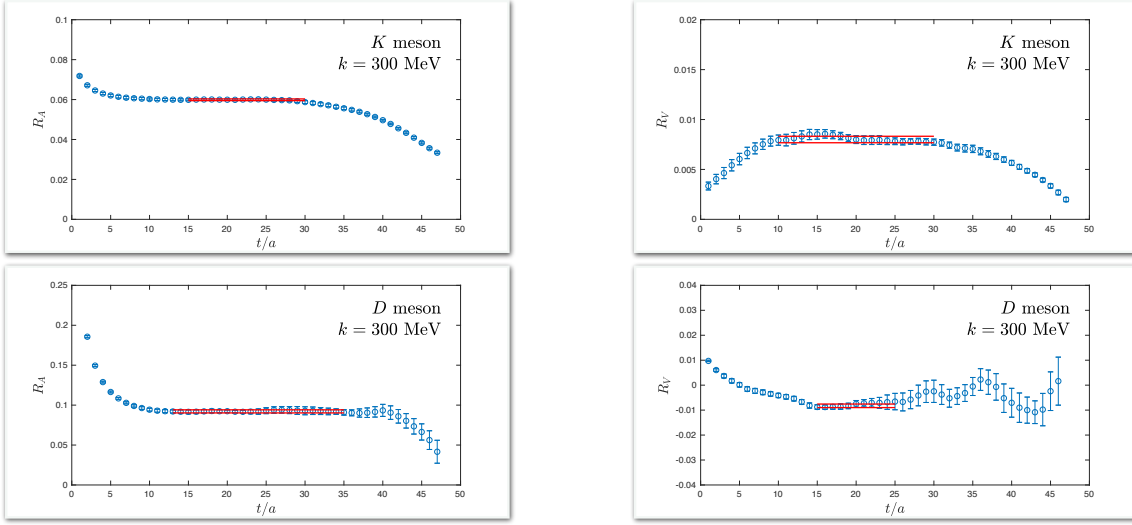 0.1
0.08
0.06
0.04
0.02
0
R_A
K meson
k = 300 MeV
0 5 10 15 20 25 30 35 40 45 50
t/a
0.02
0.015
0.01
0.005
0
R_V
K meson
k = 300 MeV
0 5 10 15 20 25 30 35 40 45 50
t/a
0.25
0.2
0.15
0.1
0.05
0
R_A
D meson
k = 300 MeV
0 5 10 15 20 25 30 35 40 45 50
t/a
0.04
0.03
0.02
0.01
0
-0.01
-0.02
-0.03
-0.04
R_V
D meson
k = 300 MeV
0 5 10 15 20 25 30 35 40 45 50
t/a